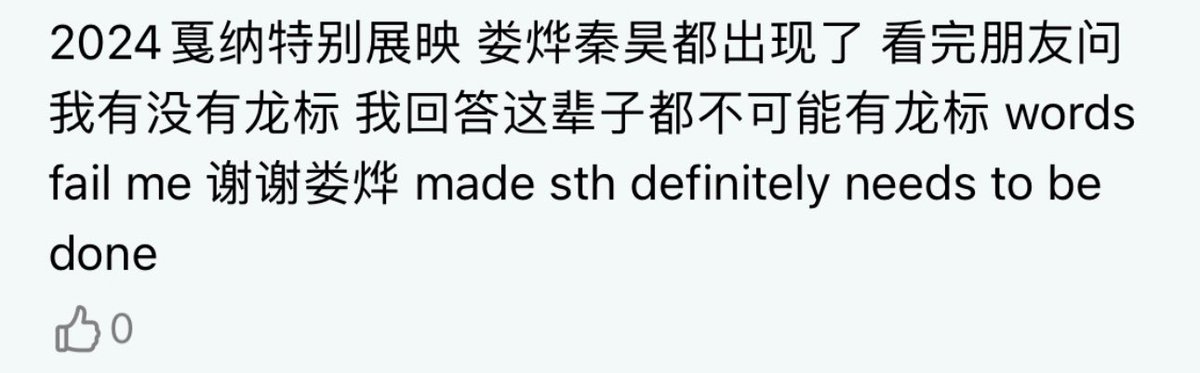 2024戛纳特别展映 娄烨秦昊都出现了 看完朋友问
我有没有龙标 我回答这辈子都不可能有龙标 words
fail me 谢谢娄烨 made sth definitely needs to be
done
0